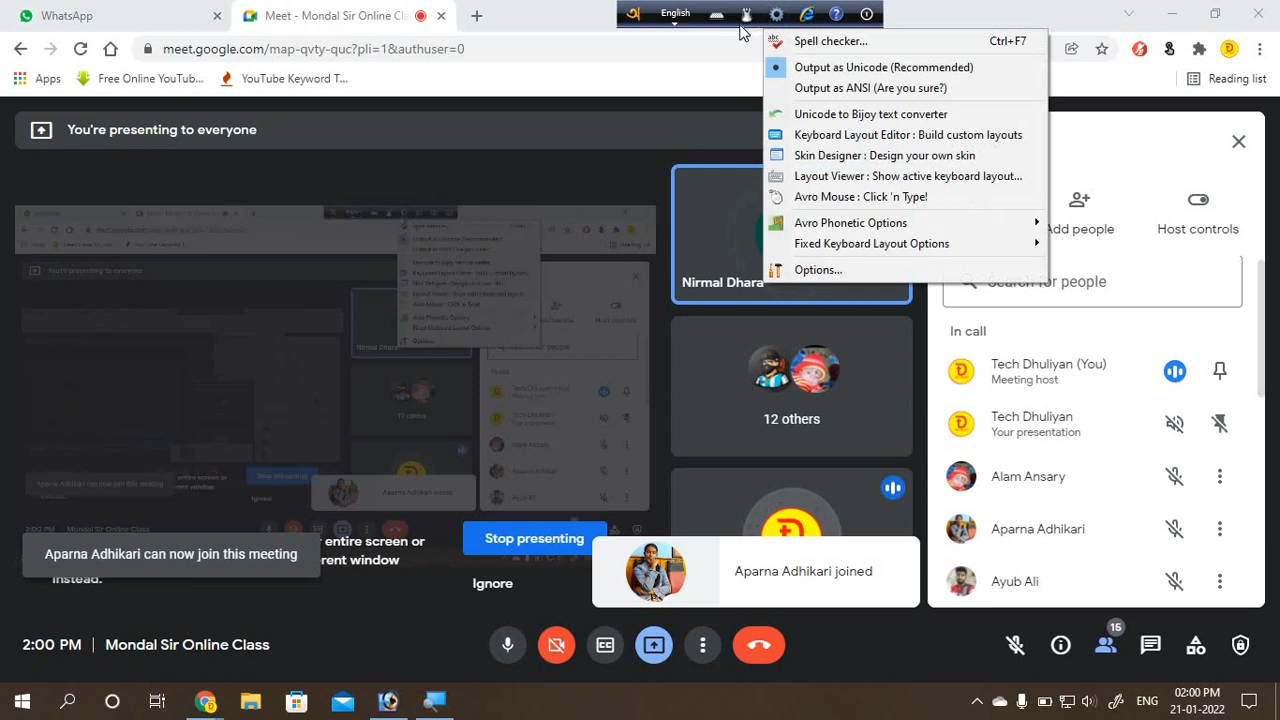 WhatsApp
Meet - Mondal Sir Online Cla
অ English
meet.google.com/map-qvty-quc?pli=1&authuser=0
Apps
Free Online YouTub...
YouTube Keyword T...
Reading list
Spell checker... Ctrl+F7
Output as Unicode (Recommended)
Output as ANSI (Are you sure?)
Unicode to Bijoy text converter
Keyboard Layout Editor : Build custom layouts
Skin Designer : Design your own skin
Layout Viewer : Show active keyboard layout...
Avro Mouse : Click 'n Type!
Avro Phonetic Options
Fixed Keyboard Layout Options
Options...
You're presenting to everyone
Nirmal Dhara
12 others
Add people
Host controls
Search for people
In call
Tech Dhuliyan (You)
Meeting host
Tech Dhuliyan
Your presentation
Alam Ansary
Aparna Adhikari
Ayub Ali
entire screen or
rent window
instead.
Stop presenting
Ignore
Aparna Adhikari can now join this meeting
Aparna Adhikari joined
2:00 PM | Mondal Sir Online Class
15
ENG
02:00 PM
21-01-2022